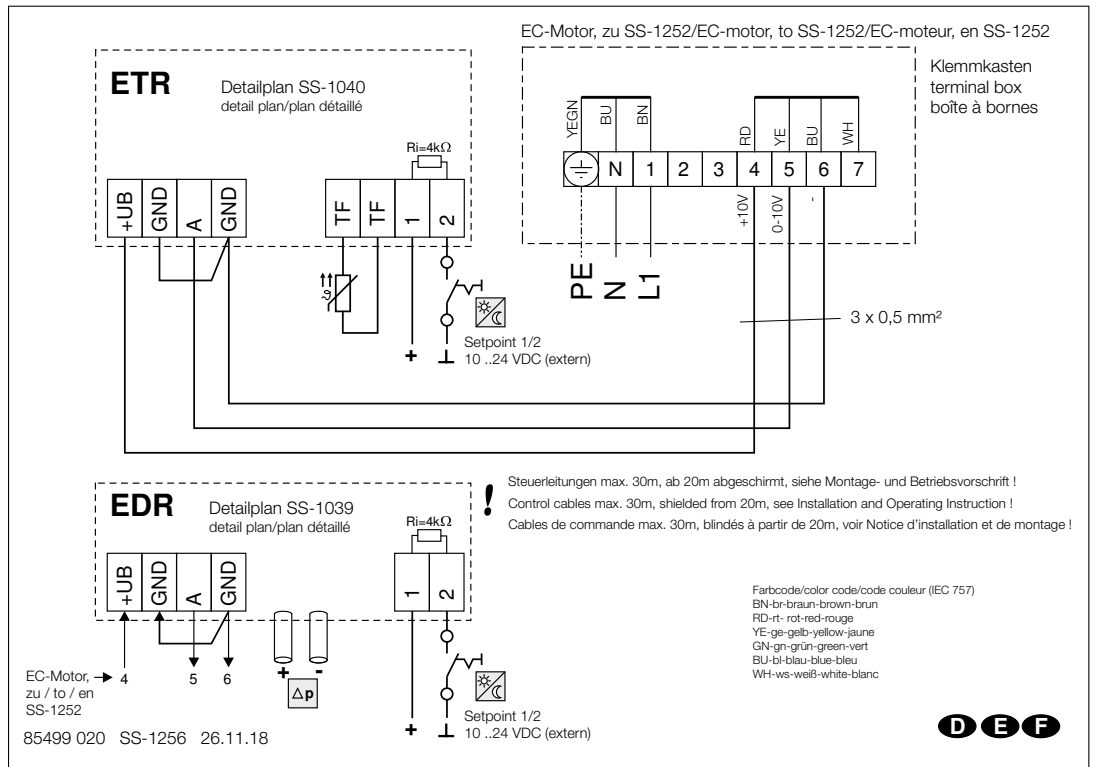 EC-Motor, zu SS-1252/EC-motor, to SS-1252/EC-moteur, en SS-1252
Klemmkasten
terminal box
boîte à bornes
YEGN
BU
BN
RD
YE
BU
WH
N
1
2
3
4
5
6
7
+10V
0-10V
-
PE
N
L1
3 x 0,5 mm²
ETR
Detailplan SS-1040
detail plan/plan détaillé
Ri=4kΩ
+UB
GND
A
GND
TF
TF
1
2
ϑ
Setpoint 1/2
10 ..24 VDC (extern)
+
! Steuerleitungen max. 30m, ab 20m abgeschirmt, siehe Montage- und Betriebsvorschrift !
Control cables max. 30m, shielded from 20m, see Installation and Operating Instruction !
Cables de commande max. 30m, blindés à partir de 20m, voir Notice d'installation et de montage !
EDR
Detailplan SS-1039
detail plan/plan détaillé
Ri=4kΩ
+UB
GND
A
GND
1
2
EC-Motor,
zu / to / en
SS-1252
4
5
6
+
-
Δp
Setpoint 1/2
10 ..24 VDC (extern)
+
Farbcode/color code/code couleur (IEC 757)
BN-br-braun-brown-brun
RD-rt- rot-red-rouge
YE-ge-gelb-yellow-jaune
GN-gn-grün-green-vert
BU-bl-blau-blue-bleu
WH-ws-weiß-white-blanc
85499 020 SS-1256 26.11.18
D E F